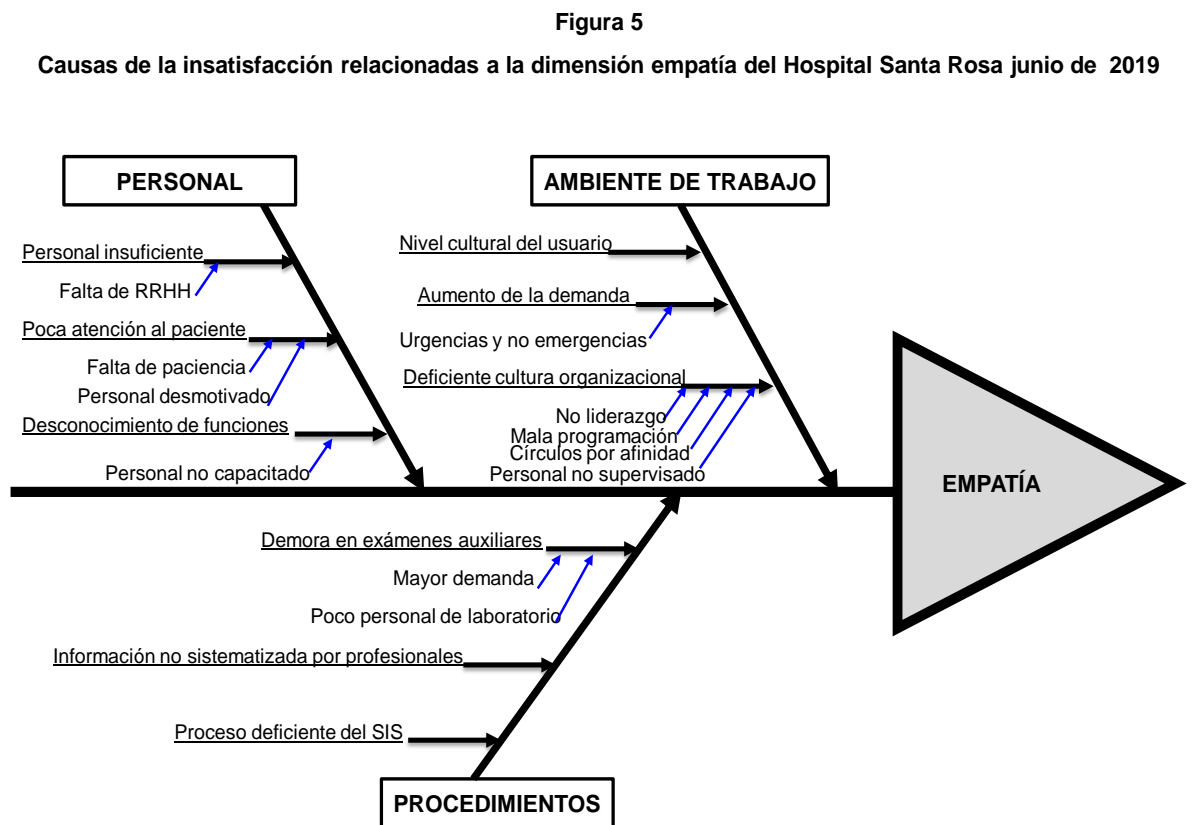 Figura 5
Causas de la insatisfacción relacionadas a la dimensión empatía del Hospital Santa Rosa junio de 2019
PERSONAL
Personal insuficiente
Falta de RRHH
Poca atención al paciente
Falta de paciencia
Personal desmotivado
Desconocimiento de funciones
Personal no capacitado
AMBIENTE DE TRABAJO
Nivel cultural del usuario
Aumento de la demanda
Urgencias y no emergencias
Deficiente cultura organizacional
No liderazgo
Mala programación
Círculos por afinidad
Personal no supervisado
EMPATÍA
Demora en exámenes auxiliares
Mayor demanda
Poco personal de laboratorio
Información no sistematizada por profesionales
Proceso deficiente del SIS
PROCEDIMIENTOS